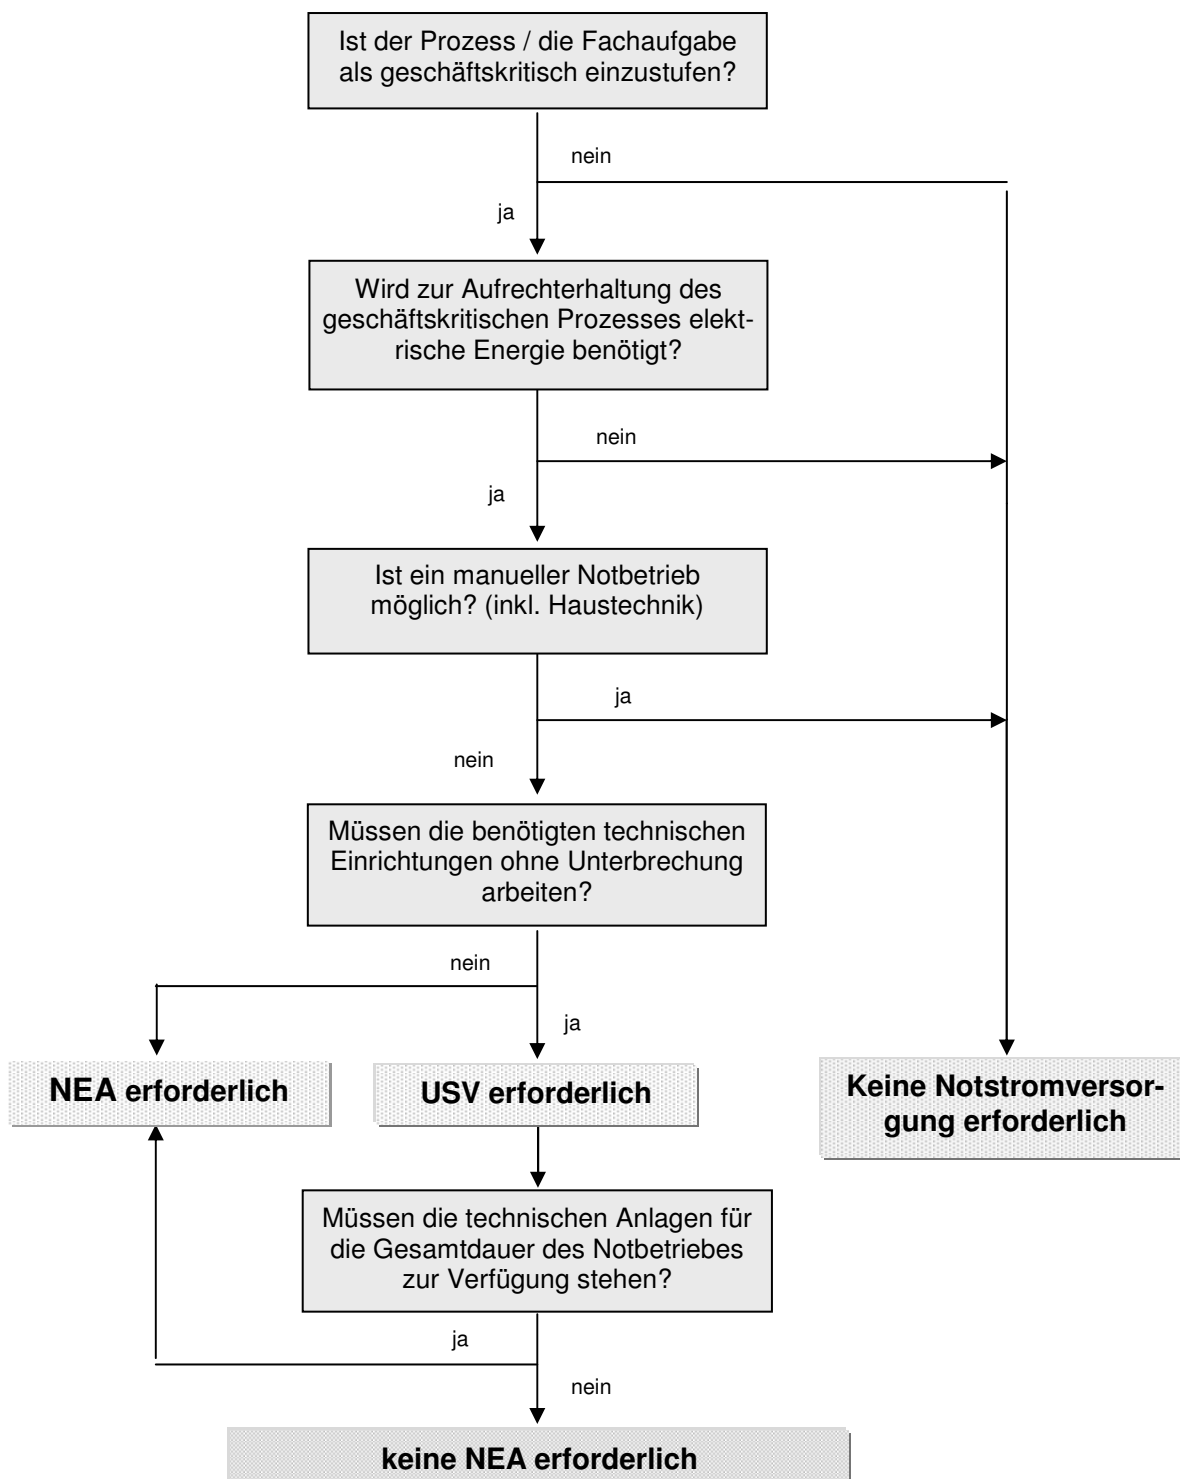 Ist der Prozess / die Fachaufgabe
als geschäftskritisch einzustufen?
nein
ja
Wird zur Aufrechterhaltung des
geschäftskritischen Prozesses elekt-
rische Energie benötigt?
nein
ja
Ist ein manueller Notbetrieb
möglich? (inkl. Haustechnik)
ja
nein
Müssen die benötigten technischen
Einrichtungen ohne Unterbrechung
arbeiten?
nein
ja
NEA erforderlich
USV erforderlich
Keine Notstromversor-
gung erforderlich
Müssen die technischen Anlagen für
die Gesamtdauer des Notbetriebes
zur Verfügung stehen?
ja
nein
keine NEA erforderlich